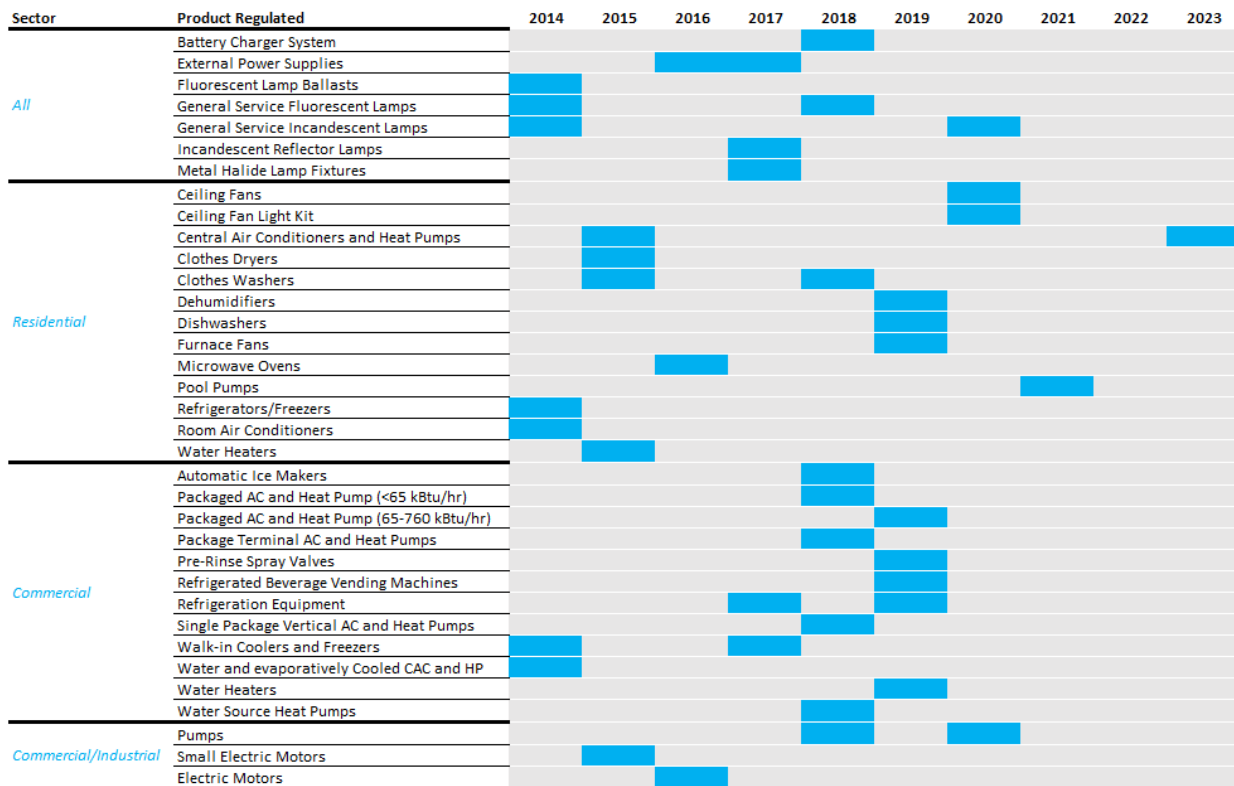 Sector Product Regulated 2014 2015 2016 2017 2018 2019 2020 2021 2022 2023
All
Battery Charger System
External Power Supplies
Fluorescent Lamp Ballasts
General Service Fluorescent Lamps
General Service Incandescent Lamps
Incandescent Reflector Lamps
Metal Halide Lamp Fixtures
Residential
Ceiling Fans
Ceiling Fan Light Kit
Central Air Conditioners and Heat Pumps
Clothes Dryers
Clothes Washers
Dehumidifiers
Dishwashers
Furnace Fans
Microwave Ovens
Pool Pumps
Refrigerators/Freezers
Room Air Conditioners
Water Heaters
Commercial
Automatic Ice Makers
Packaged AC and Heat Pump (<65 kBtu/hr)
Packaged AC and Heat Pump (65-760 kBtu/hr)
Package Terminal AC and Heat Pumps
Pre-Rinse Spray Valves
Refrigerated Beverage Vending Machines
Refrigeration Equipment
Single Package Vertical AC and Heat Pumps
Walk-in Coolers and Freezers
Water and evaporatively Cooled CAC and HP
Water Heaters
Water Source Heat Pumps
Commercial/Industrial
Pumps
Small Electric Motors
Electric Motors